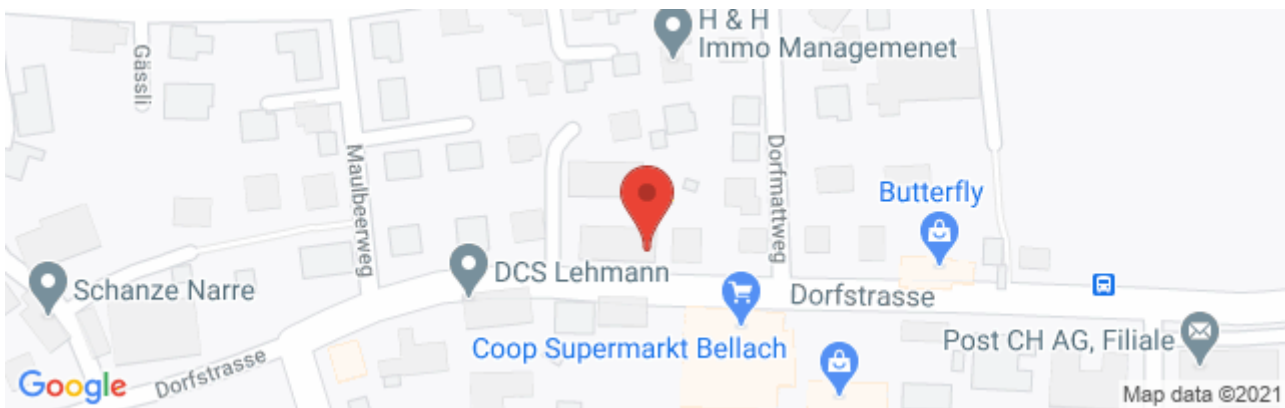 H & H
Immo Managemenet
Gässli
Maulbeerweg
Dorfmattweg
Butterfly
DCS Lehmann
Schanze Narre
Dorfstrasse
Coop Supermarkt Bellach
Post CH AG, Filiale
Dorfstrasse
Google
Map data ©2021